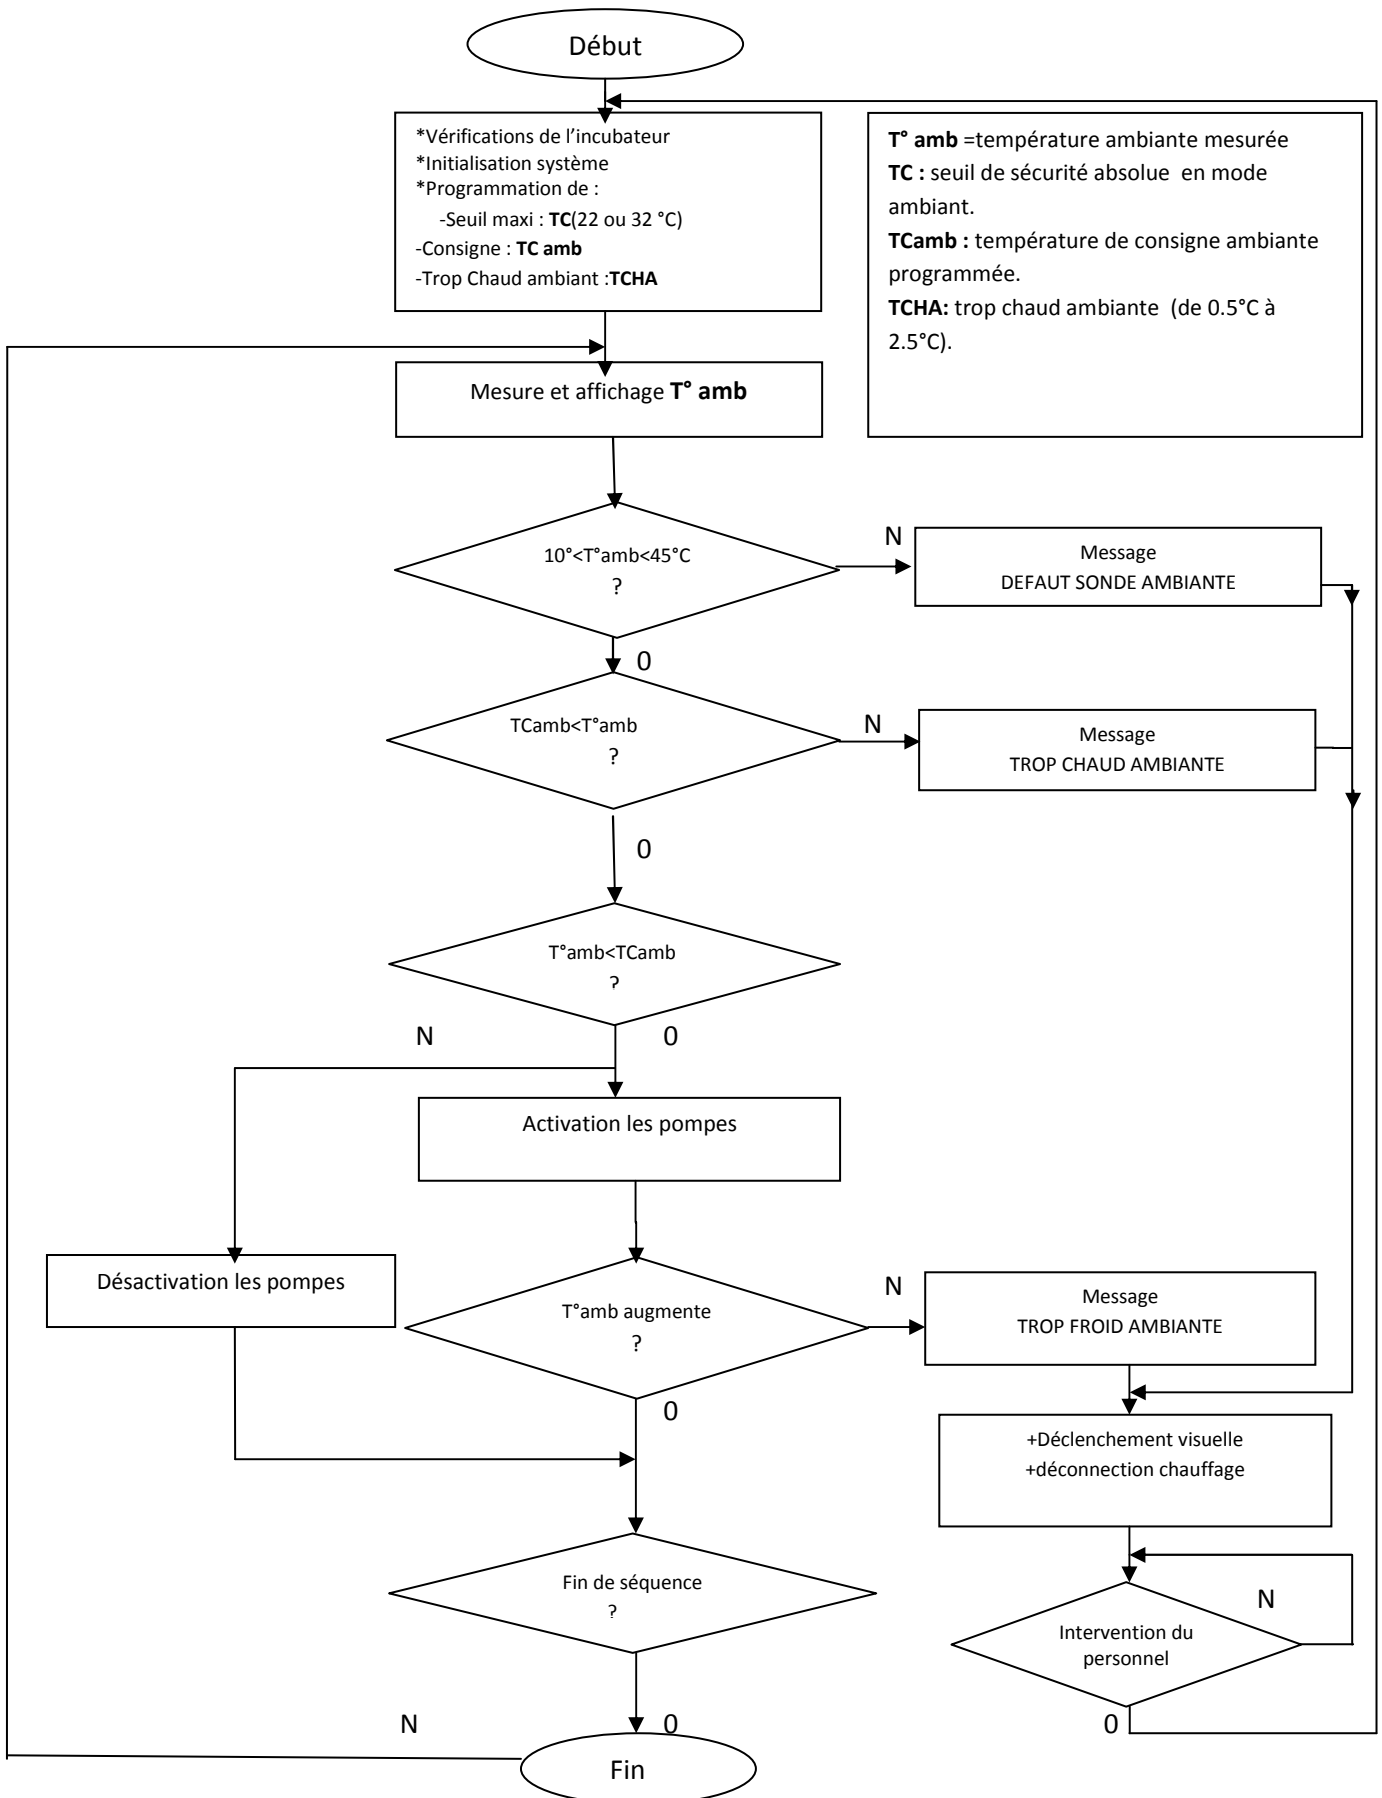 Début
*Vérifications de l’incubateur
*Initialisation système
*Programmation de :
-Seuil maxi : TC(22 ou 32 °C)
-Consigne : TC amb
-Trop Chaud ambiant :TCHA
T° amb =température ambiante mesurée
TC : seuil de sécurité absolue en mode
ambiant.
TCamb : température de consigne ambiante
programmée.
TCHA: trop chaud ambiante (de 0.5°C à
2.5°C).
Mesure et affichage T° amb
10°<T°amb<45°C
?
N
Message
DEFAUT SONDE AMBIANTE
0
TCamb<T°amb
?
N
Message
TROP CHAUD AMBIANTE
0
T°amb<TCamb
?
N
0
Activation les pompes
Désactivation les pompes
T°amb augmente
?
N
Message
TROP FROID AMBIANTE
0
+Déclenchement visuelle
+déconnection chauffage
Fin de séquence
?
N
Intervention du
personnel
N
0
0
Fin